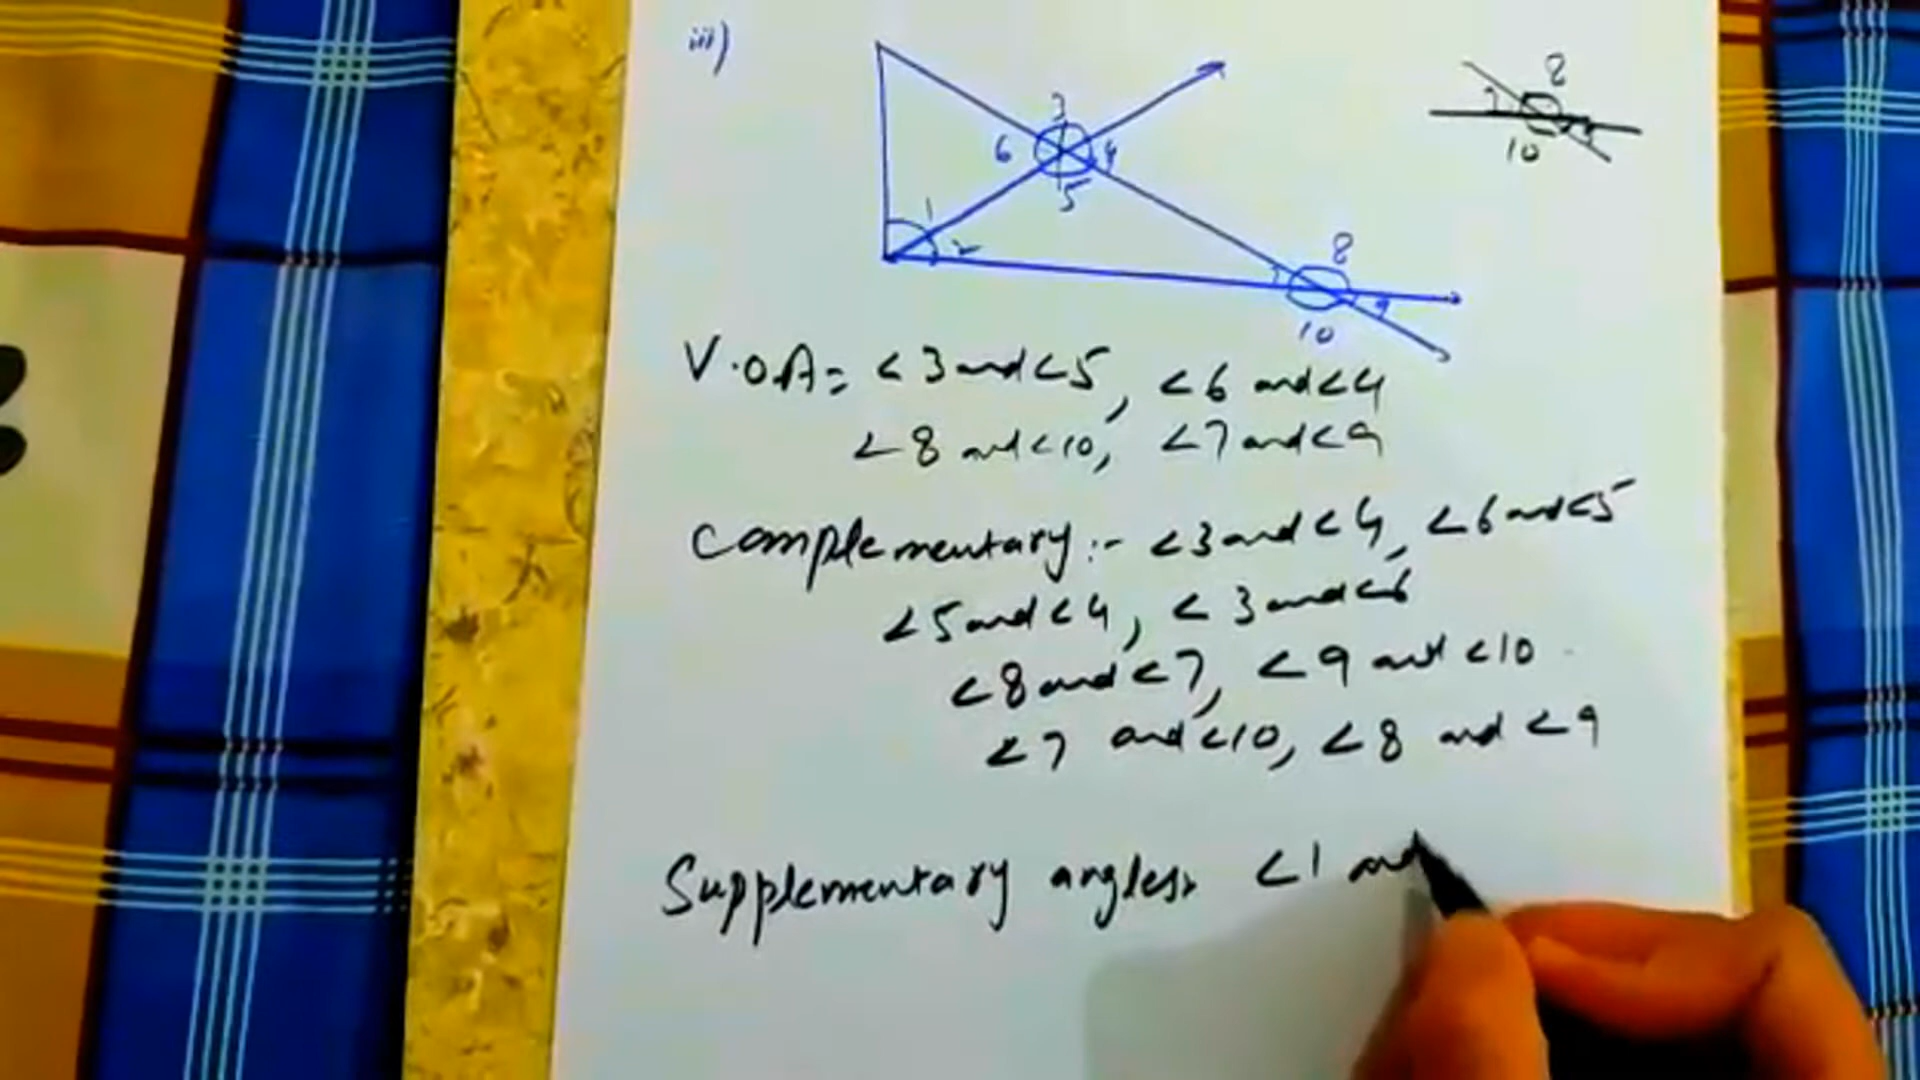 iii)
8
7
9
10
3
6
4
5
1
2
8
7
9
10
V.O.A = <3 and <5, <6 and <4
<8 and <10, <7 and <9
Complementary :- <3 and <4, <6 and <5
<5 and <4, <3 and <6
<8 and <7, <9 and <10
<7 and <10, <8 and <9
Supplementary angles, <1 and